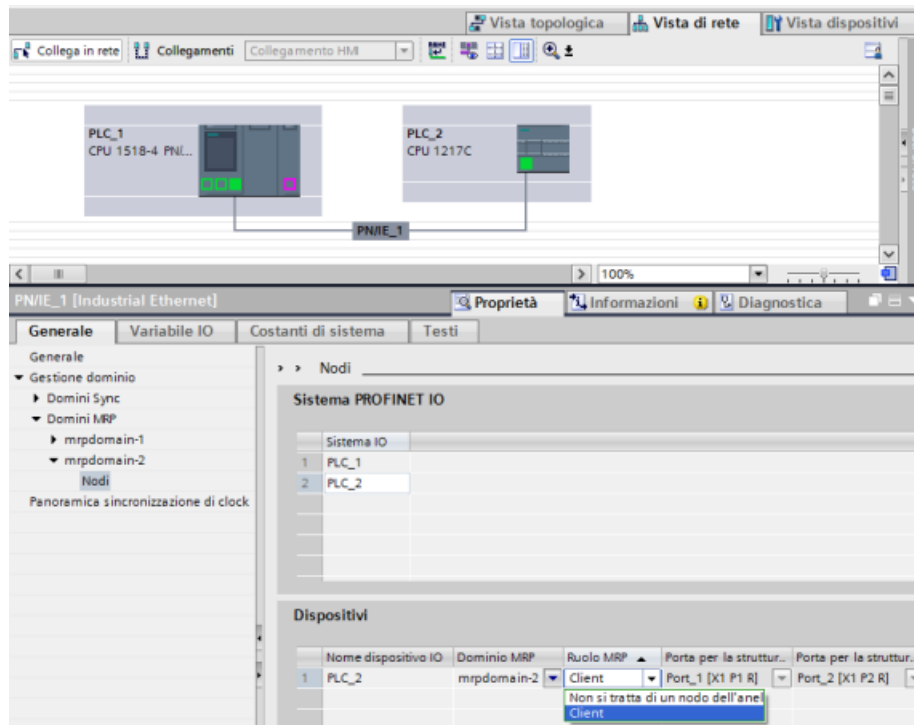 Vista topologica Vista di rete Vista dispositivi
Collega in rete Collegamenti Collegamento HMI
PLC_1
CPU 1518-4 PN/...
PLC_2
CPU 1217C
PN/IE_1
100%
PN/IE_1 [Industrial Ethernet]
Proprietà Informazioni Diagnostica
Generale Variabile IO Costanti di sistema Testi
Generale
Gestione dominio
Domini Sync
Domini MRP
mrpdomain-1
mrpdomain-2
Nodi
Panoramica sincronizzazione di clock
Nodi
Sistema PROFINET IO
Sistema IO
1 PLC_1
2 PLC_2
Dispositivi
Nome dispositivo IO Dominio MRP Ruolo MRP Porta per la struttur... Porta per la struttur...
1 PLC_2 mrpdomain-2 Client Port_1 [X1 P1 R] Port_2 [X1 P2 R]
Non si tratta di un nodo dell'anel
Client